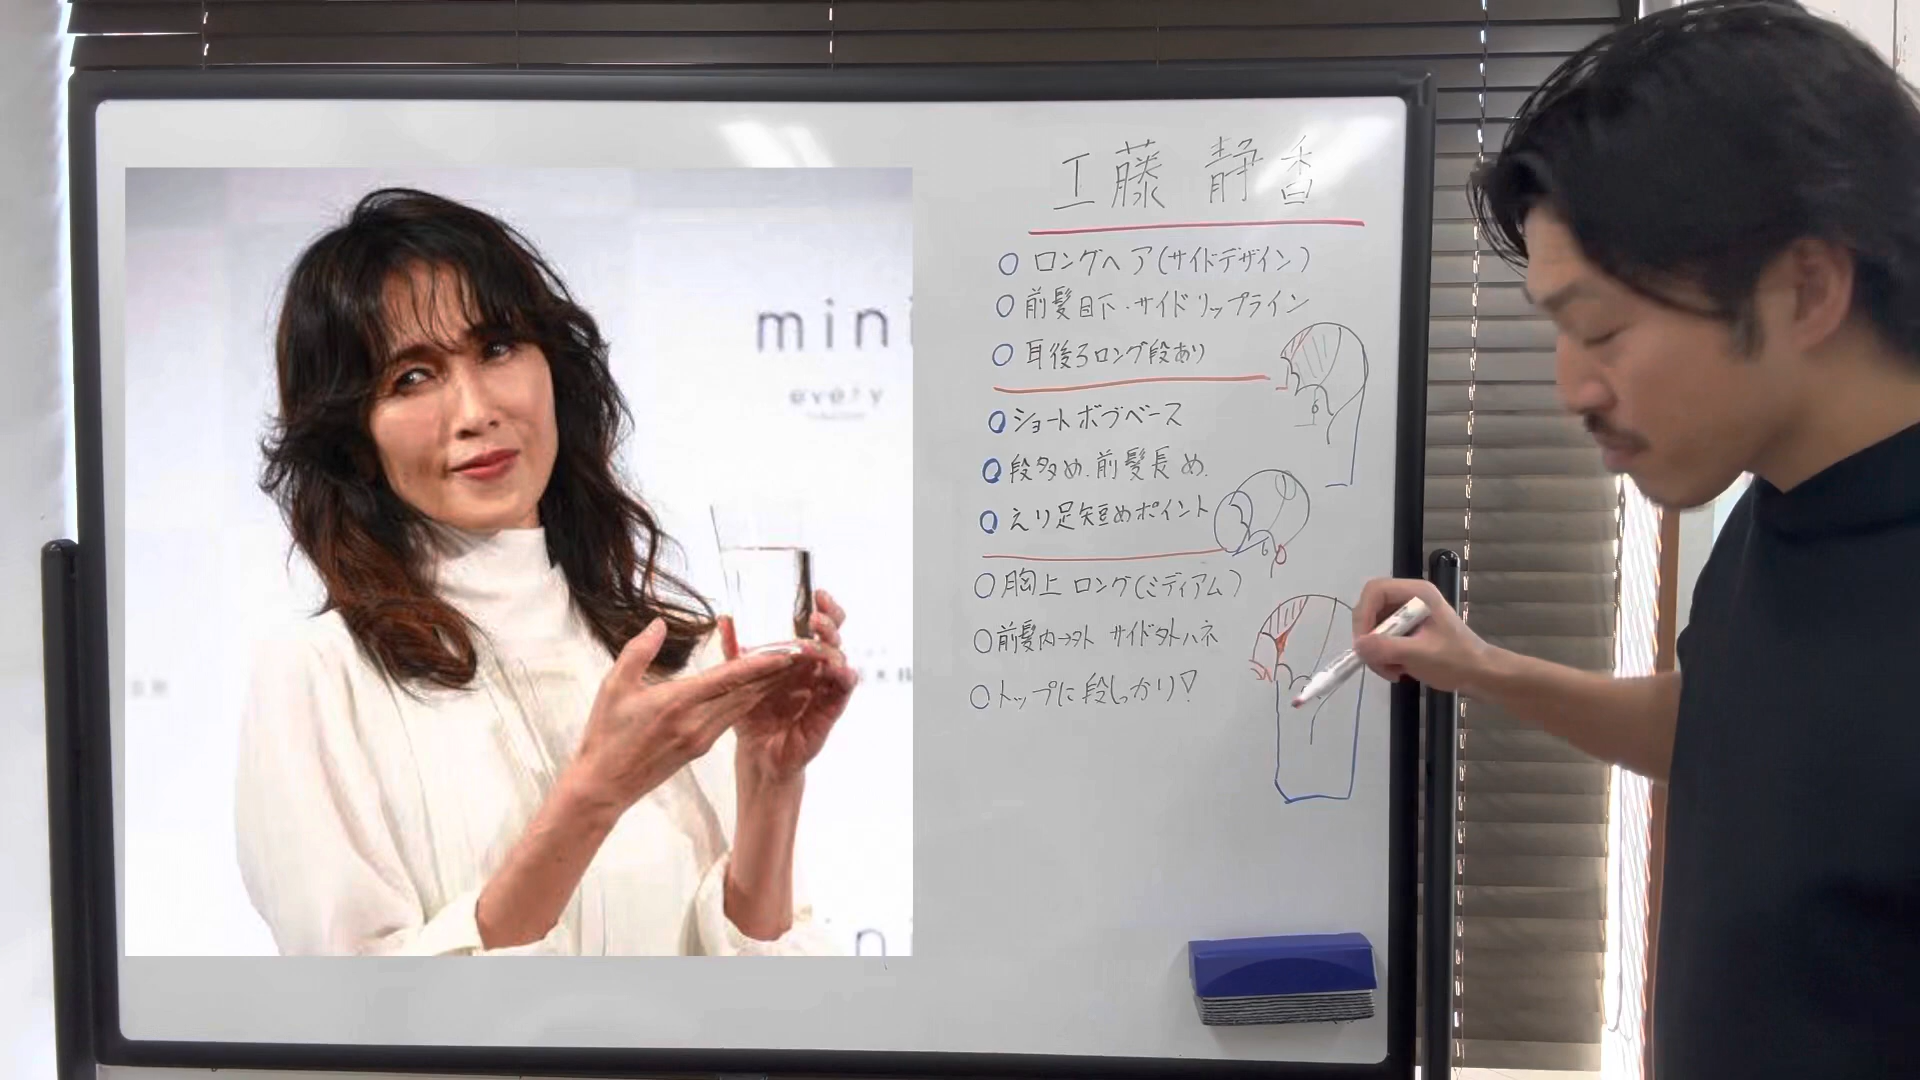 mini
every
工藤 静香
○ ロングヘア(サイドデザイン)
○ 前髪目下・サイドリップライン
○ 耳後ろロング段あり
○ ショートボブベース
○ 段多め.前髪長め.
○ えり足短めポイント
○ 胸上 ロング(ミディアム)
○ 前髪内→外 サイド外ハネ
○ トップに段しっかり!
ni